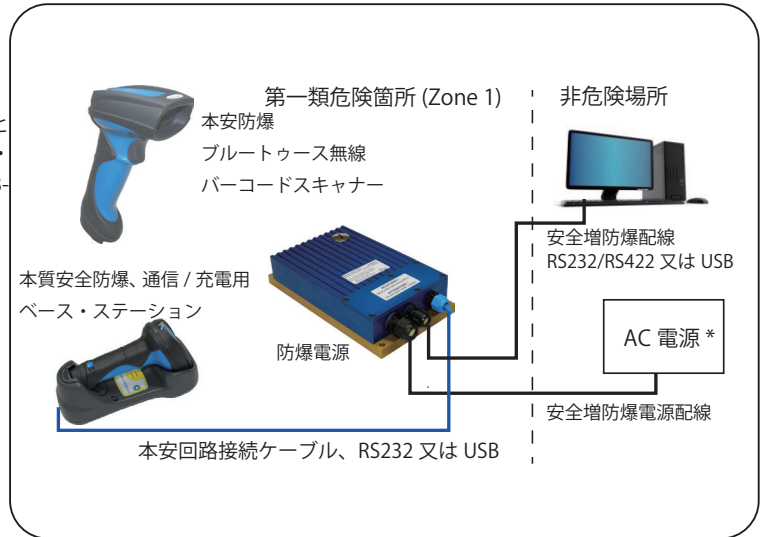 第一類危険箇所 (Zone 1)
非危険場所
本安防爆
ブルートゥース無線
バーコードスキャナー
安全増防爆配線
RS232/RS422 又は USB
本質安全防爆、通信 / 充電用
ベース・ステーション
防爆電源
AC 電源 *
安全増防爆電源配線
本安回路接続ケーブル、RS232 又は USB